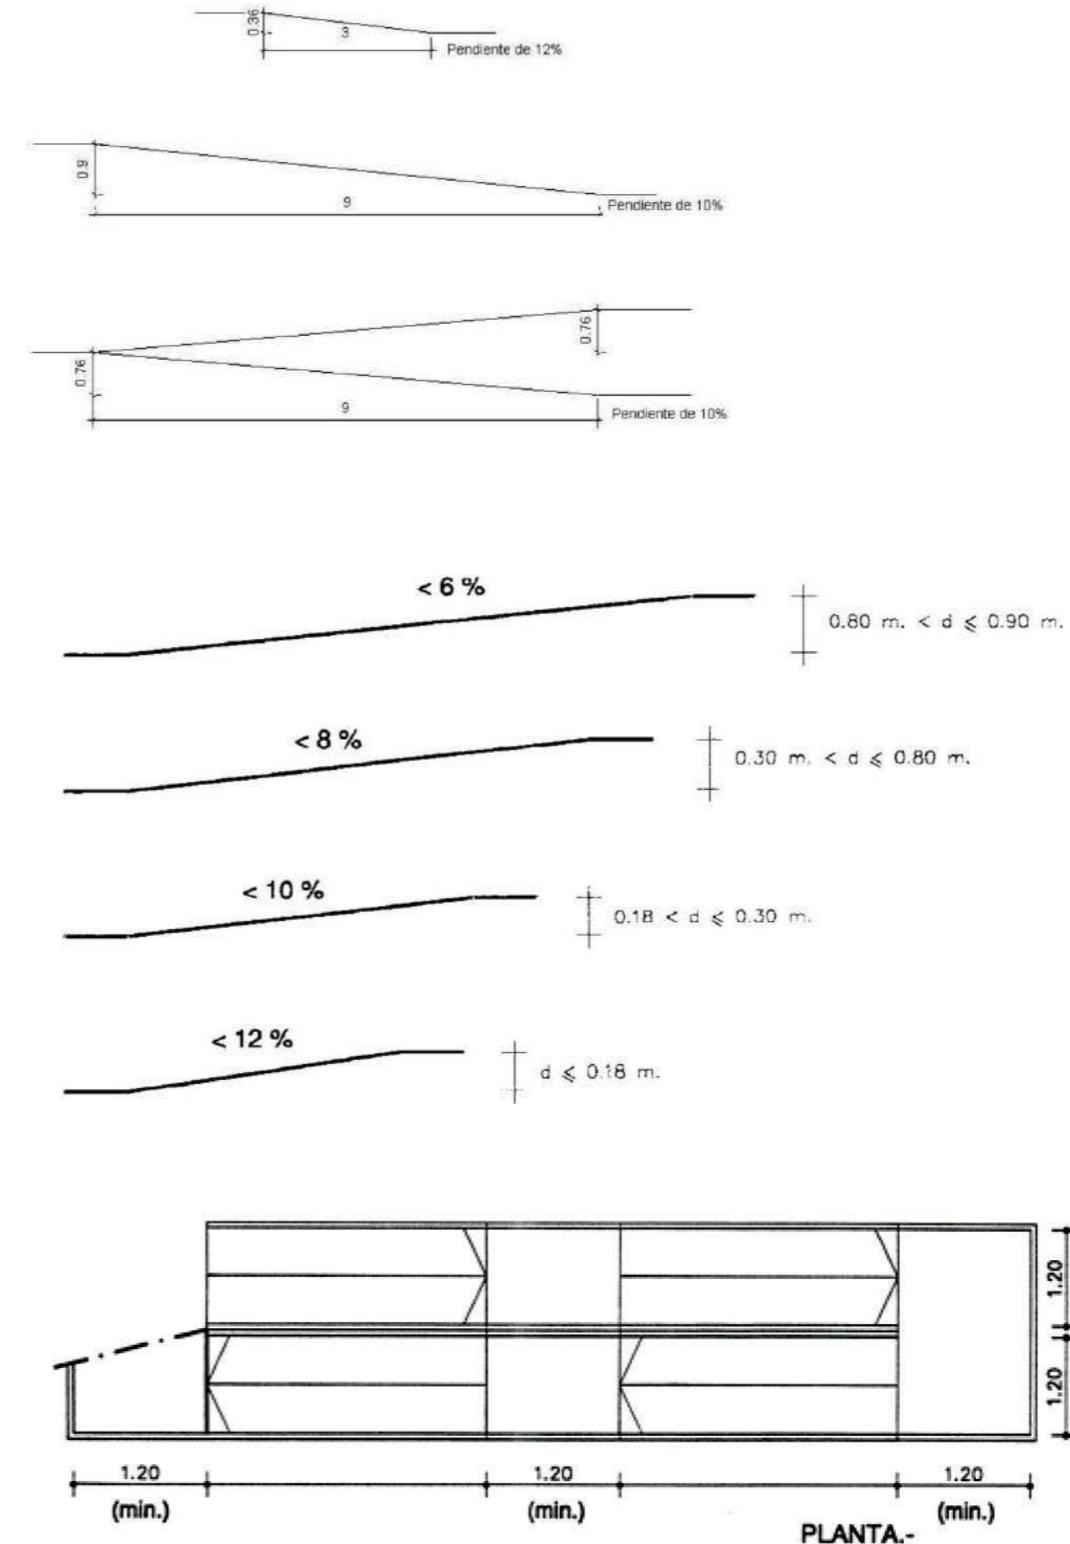 0.36
3
Pendiente de 12%
0.9
9
Pendiente de 10%
0.76
0.76
9
Pendiente de 10%
< 6 %
0.80 m. < d ⩽ 0.90 m.
< 8 %
0.30 m. < d ⩽ 0.80 m.
< 10 %
0.18 < d ⩽ 0.30 m.
< 12 %
d ⩽ 0.18 m.
1.20
1.20
1.20 1.20 1.20
(min.) (min.) (min.)
PLANTA.-